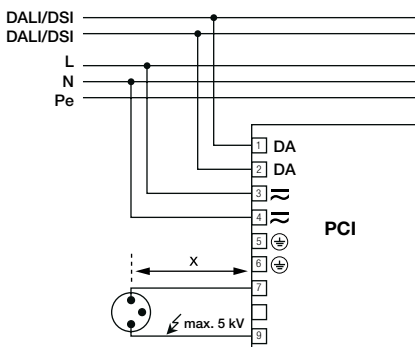 DALI/DSI
DALI/DSI
L
N
Pe
1 DA
2 DA
3
4
PCI
5
6
X
7
max. 5 kV
9